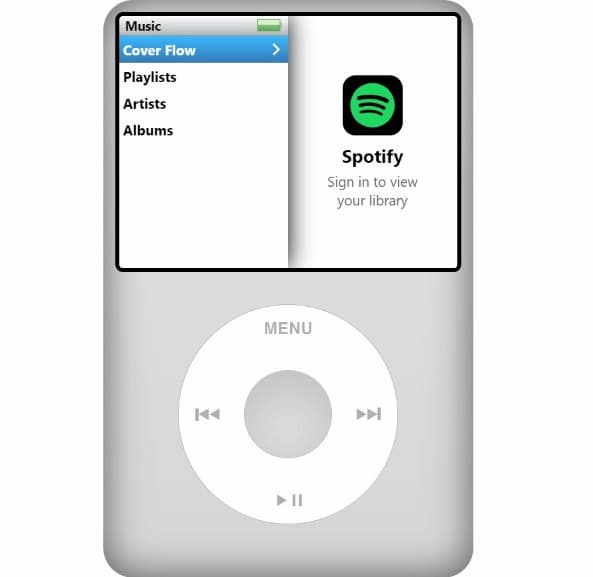 Music
Cover Flow
Playlists
Artists
Albums
Spotify
Sign in to view
your library
MENU